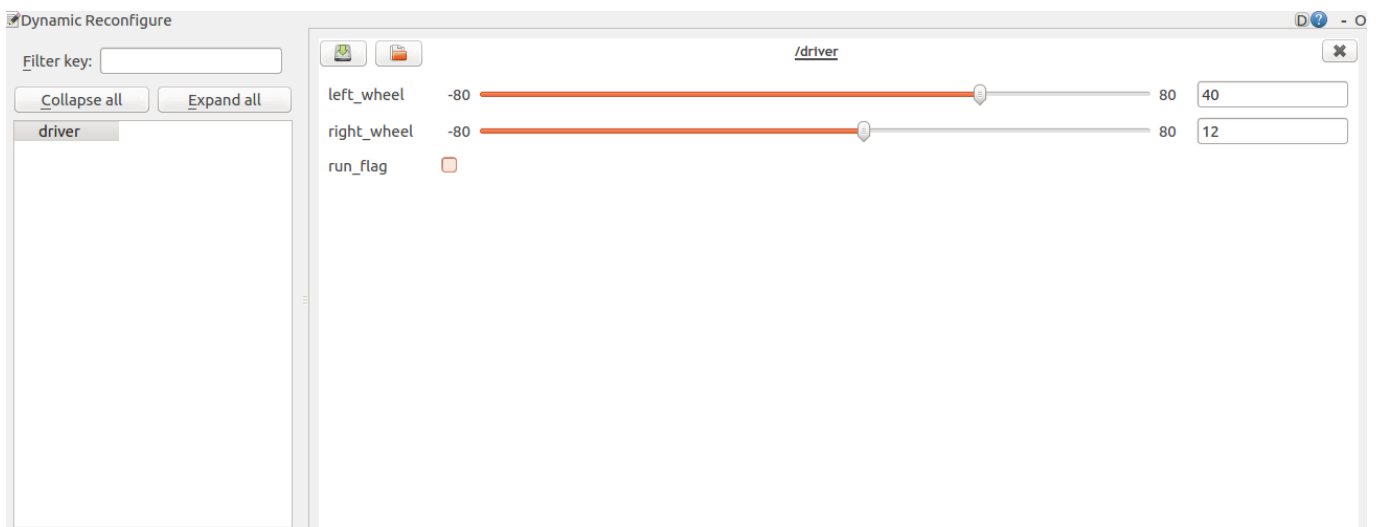 Dynamic Reconfigure
D ? - O
Filter key:
Collapse all Expand all
driver
/driver
left_wheel -80 80 40
right_wheel -80 80 12
run_flag